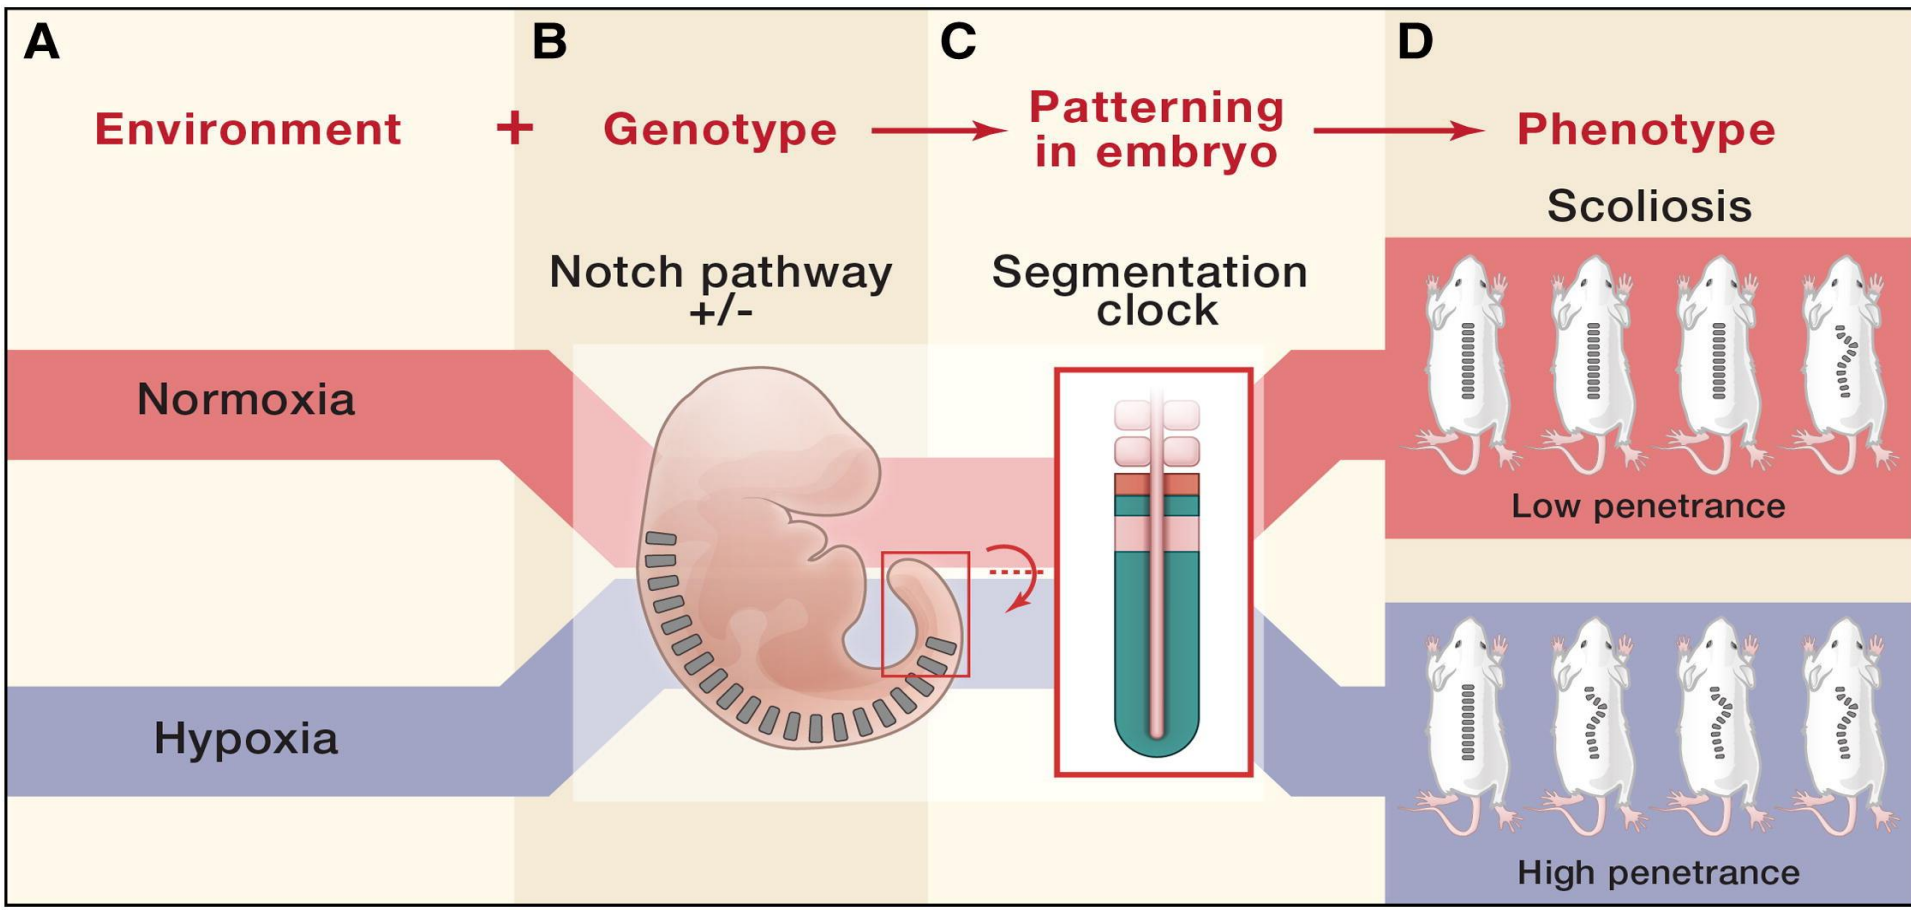 A
B
C
D
Environment + Genotype
Patterning
in embryo
Phenotype
Scoliosis
Notch pathway
+/-
Segmentation
clock
Normoxia
Hypoxia
Low penetrance
High penetrance